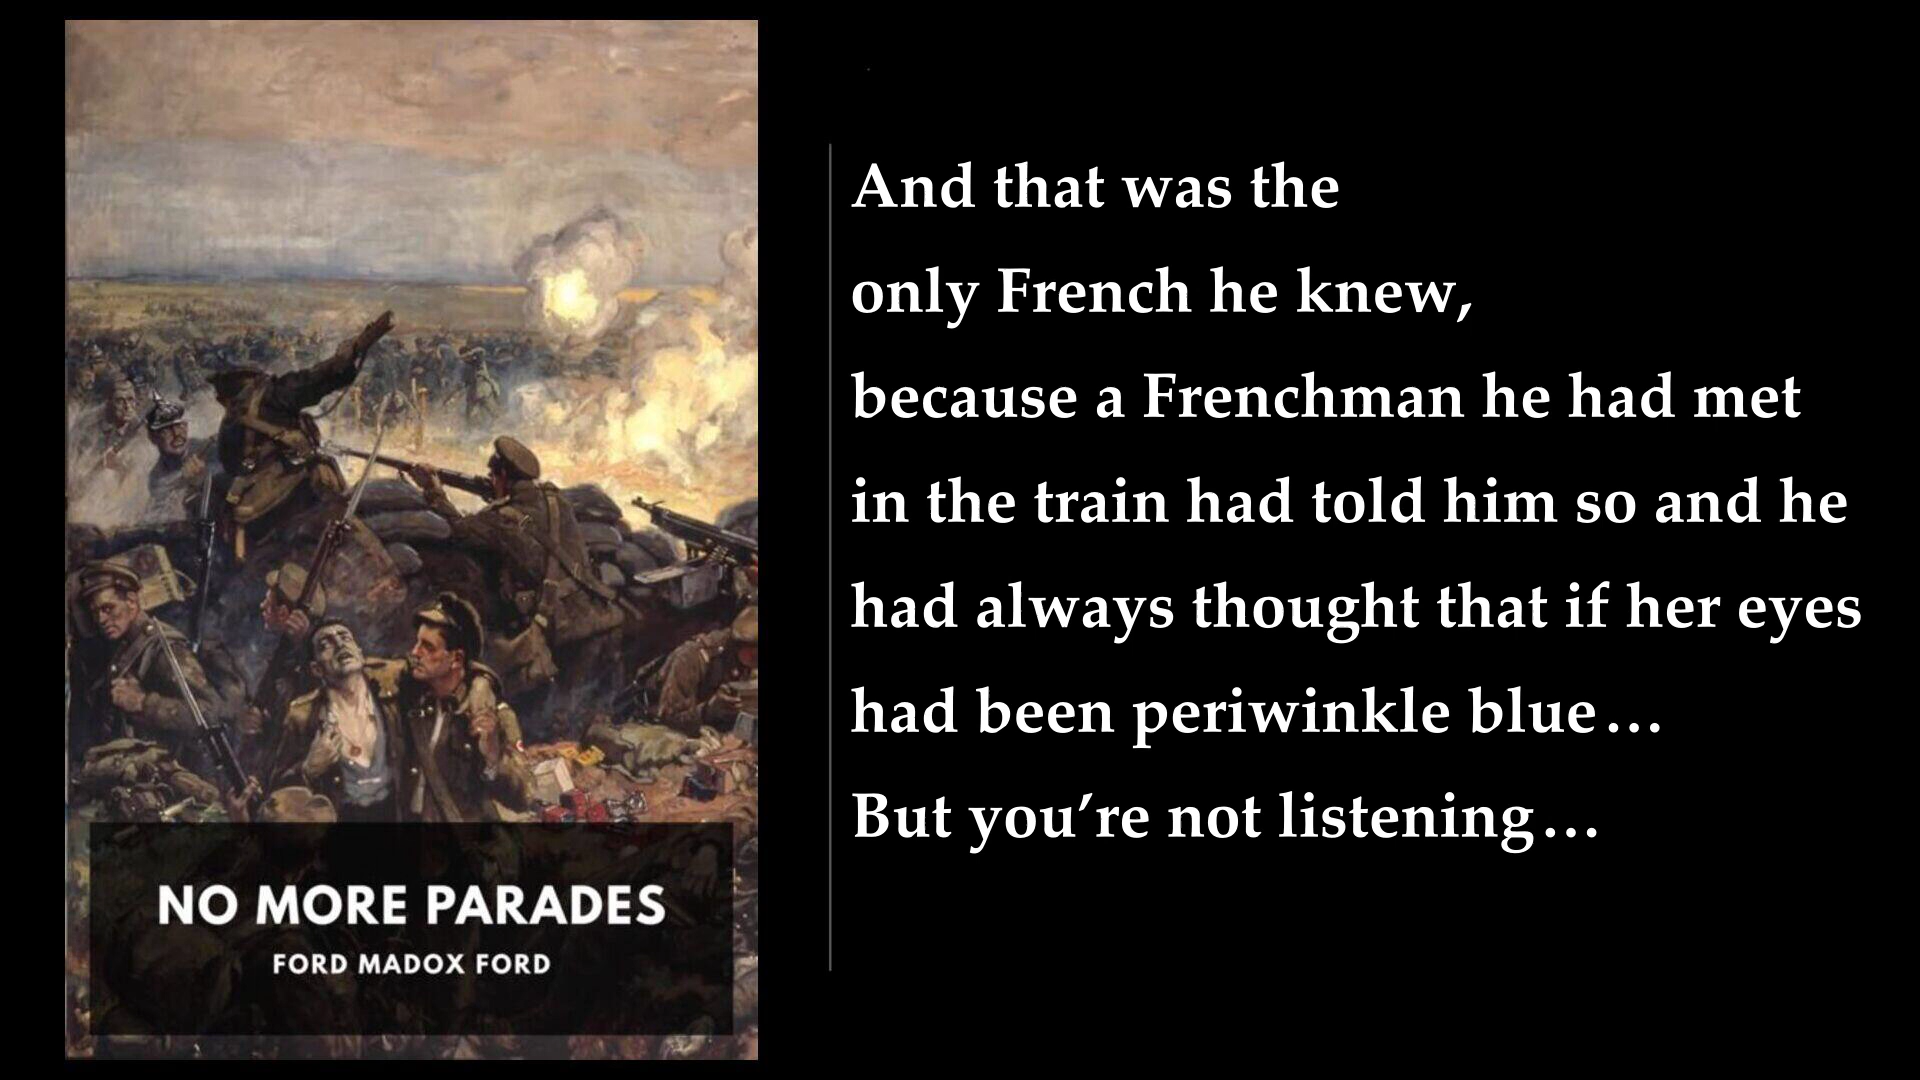 NO MORE PARADES
FORD MADOX FORD
And that was the
only French he knew,
because a Frenchman he had met
in the train had told him so and he
had always thought that if her eyes
had been periwinkle blue…
But you’re not listening…